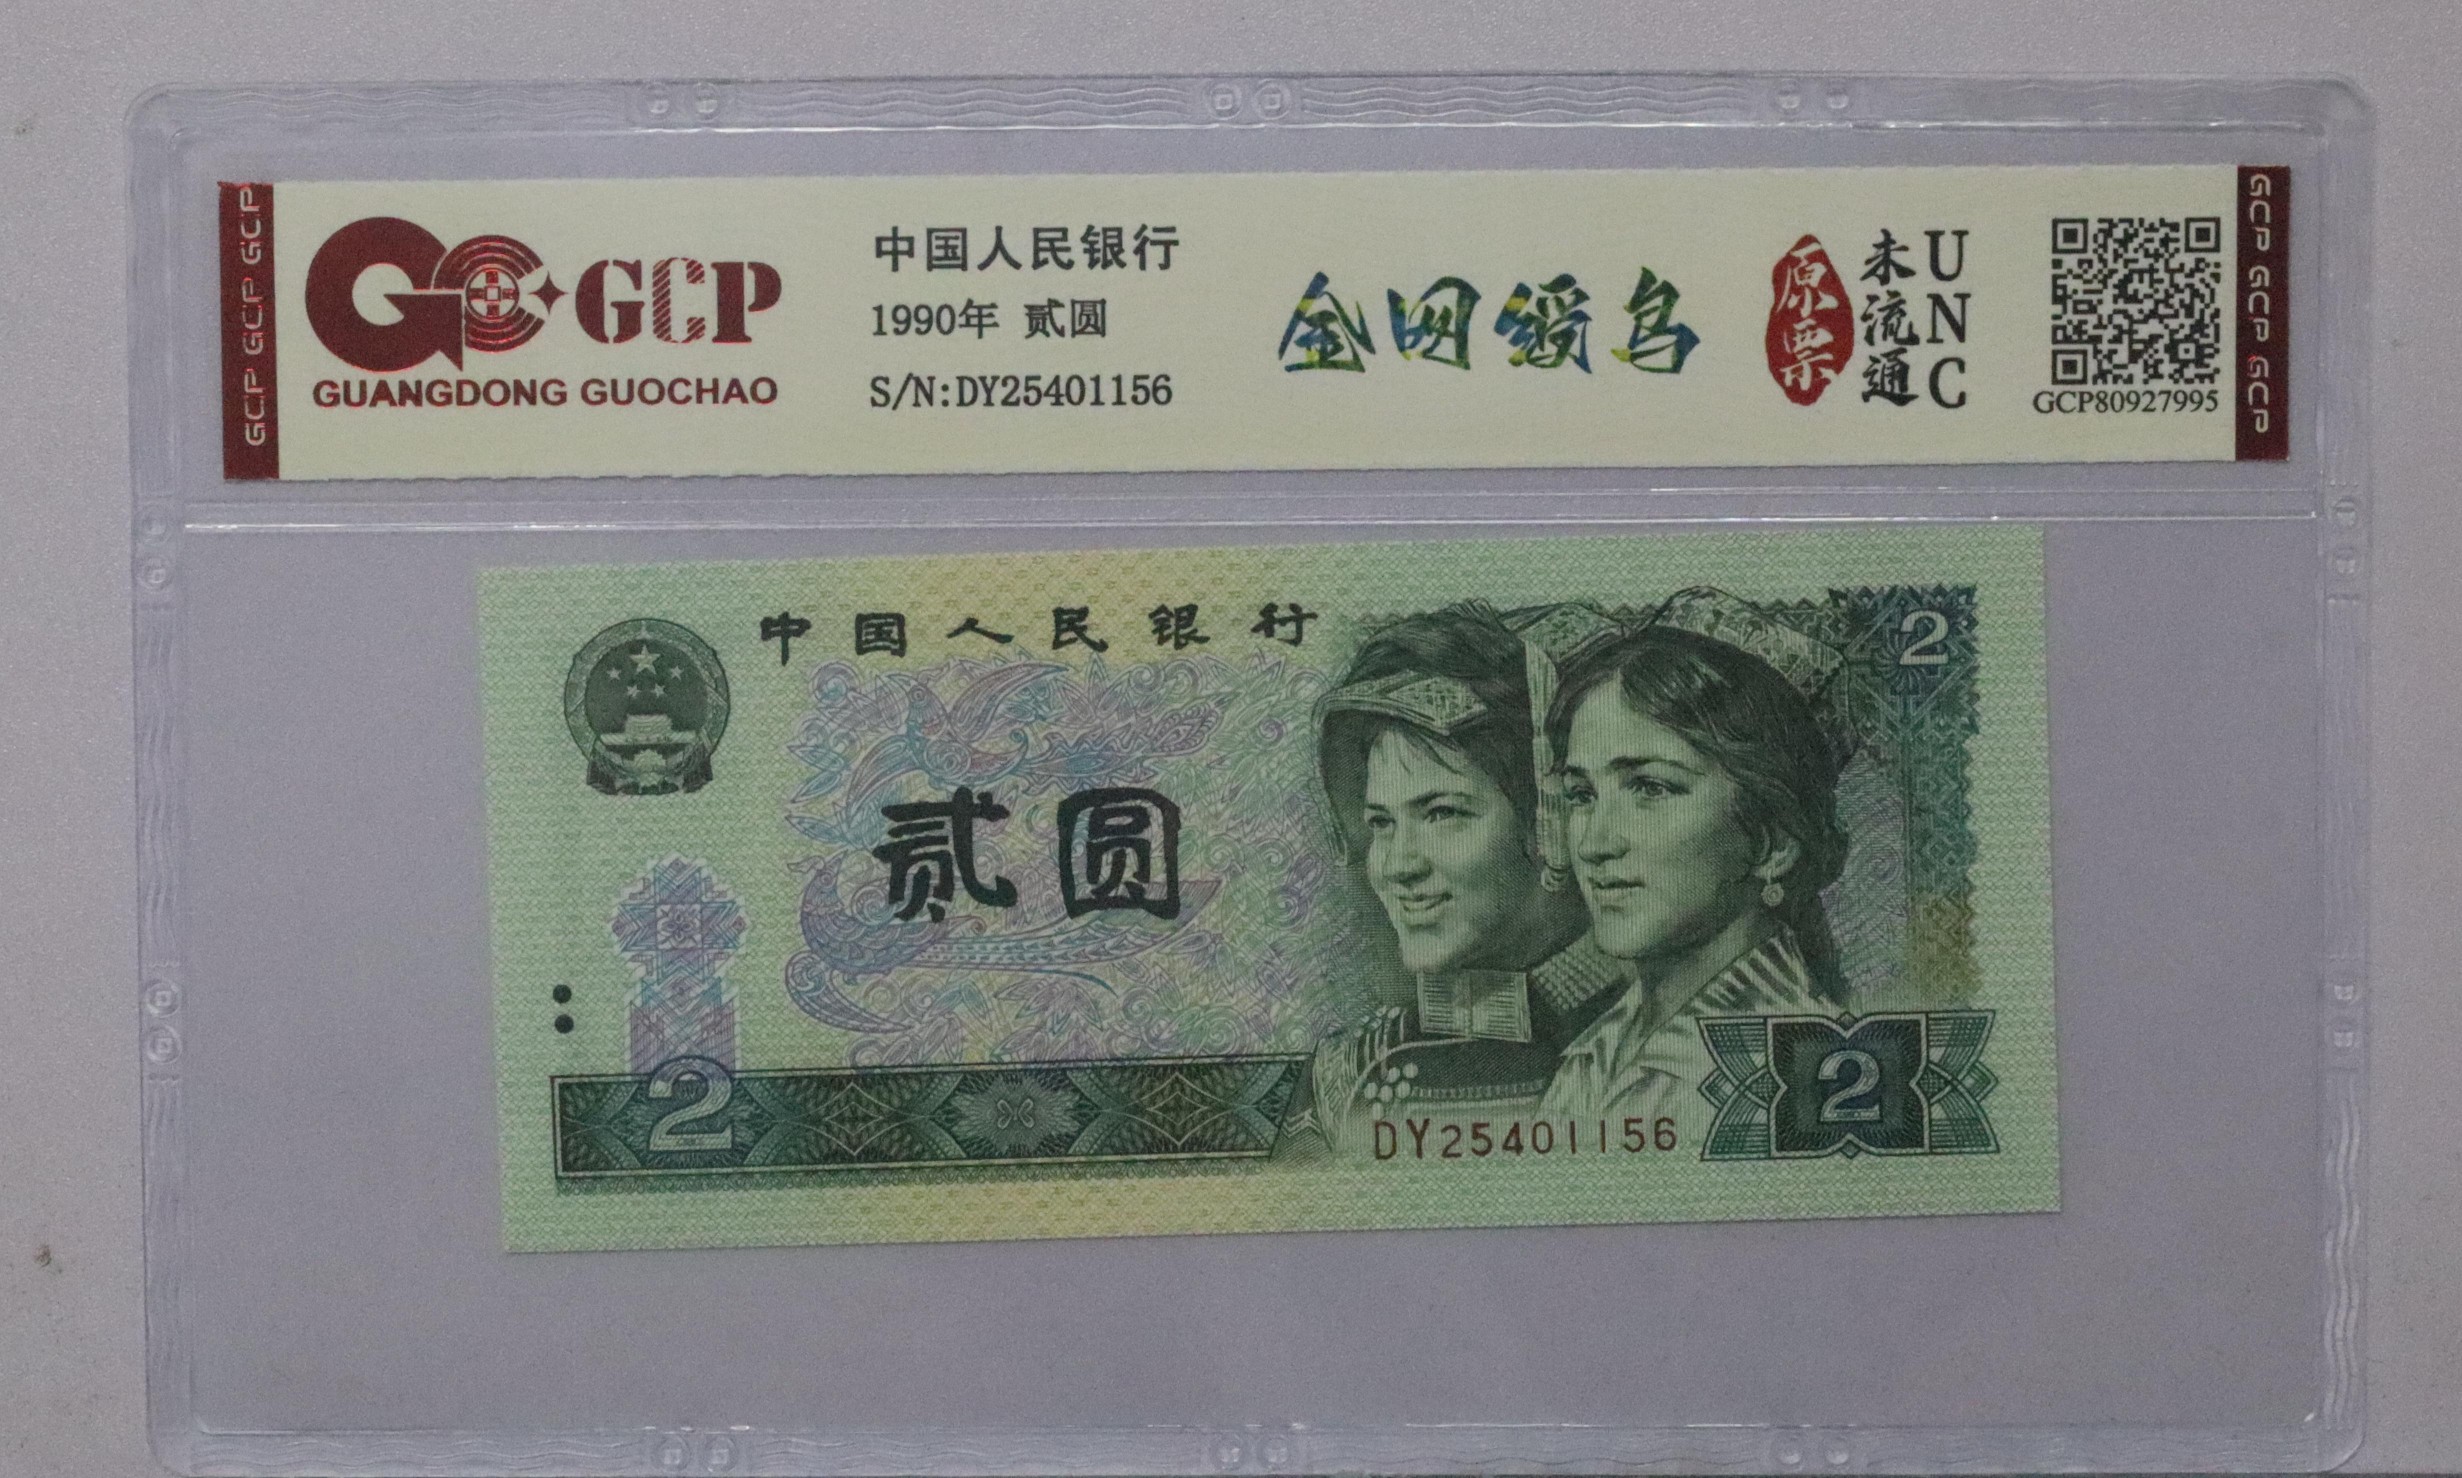 GCP GCP GCP
GCP
GUANGDONG GUOCHAO
中国人民银行
1990年 贰圆
S/N:DY25401156
金网绶鸟
原票
未流通
UNC
GCP80927995
GCP GCP GCP
中国人民银行
2
贰圆
2
DY25401156
2